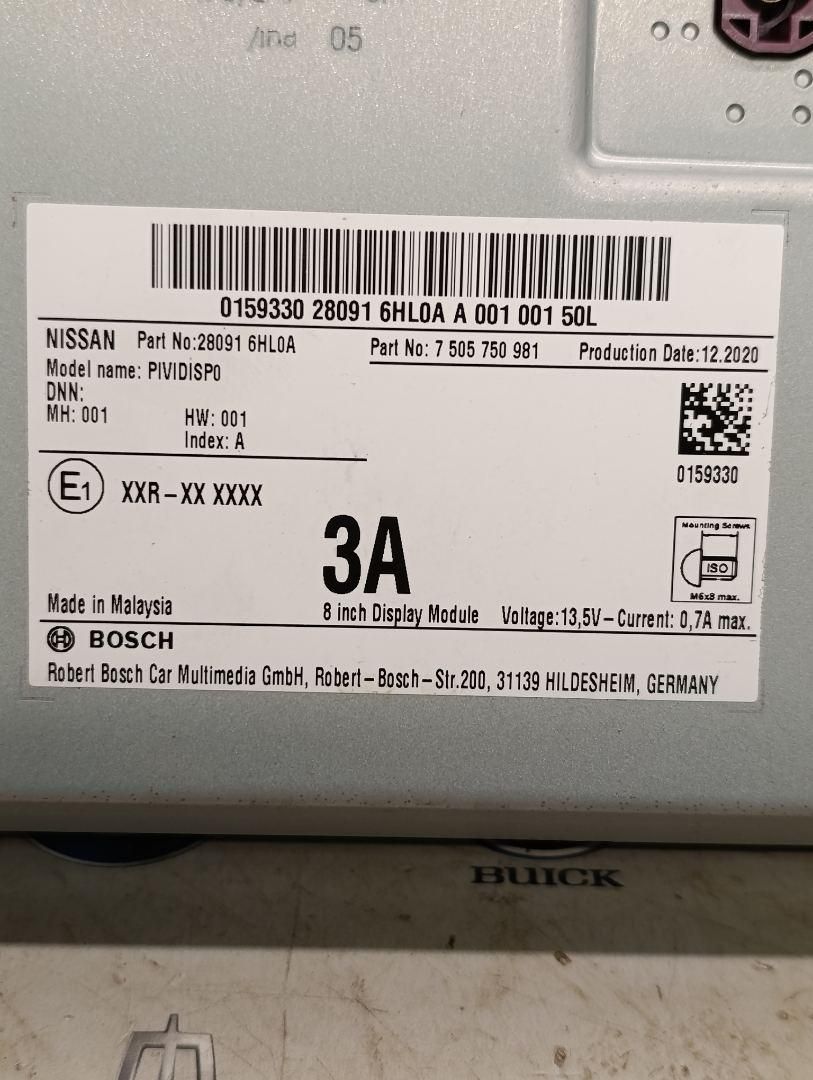 /ind 05
0159330 28091 6HL0A A 001 001 50L
NISSAN Part No:28091 6HL0A
Part No: 7 505 750 981 Production Date:12.2020
Model name: PIVIDISP0
DNN:
MH: 001 HW: 001
Index: A
0159330
E1 XXR-XX XXXX
3A
Mounting Screws
ISO
M6x8 max.
Made in Malaysia
8 inch Display Module Voltage:13,5V-Current: 0,7A max.
BOSCH
Robert Bosch Car Multimedia GmbH, Robert-Bosch-Str.200, 31139 HILDESHEIM, GERMANY
BUICK